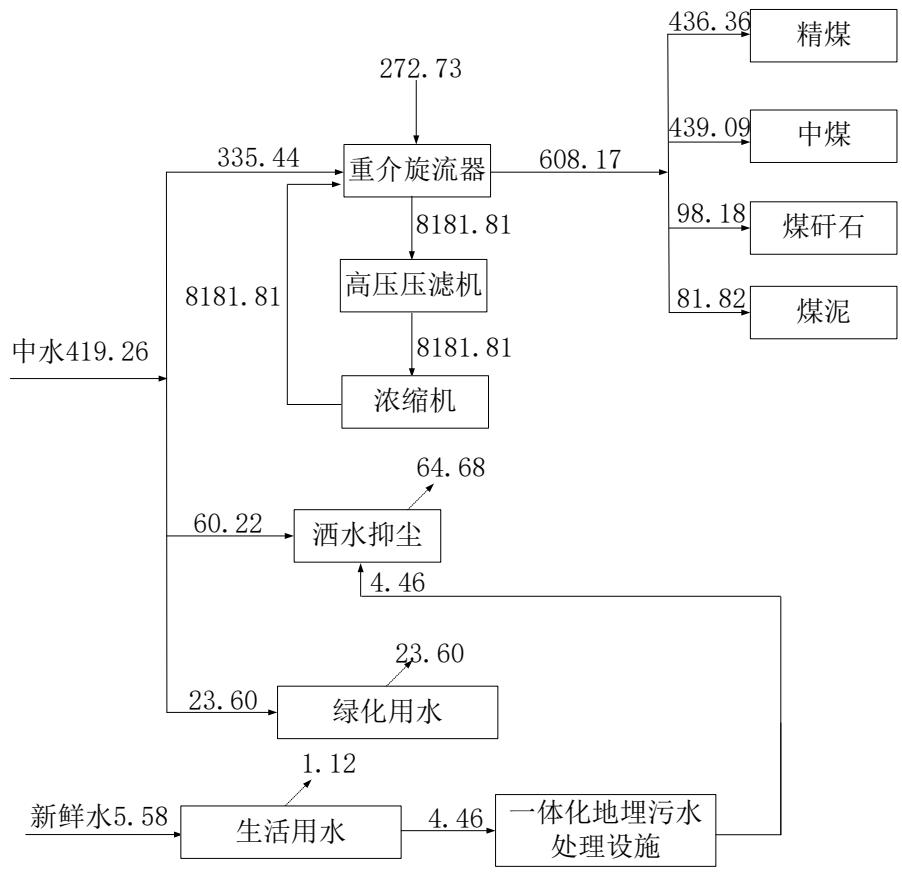 436.36
精煤
272.73
439.09
中煤
335.44
重介旋流器
608.17
98.18
煤矸石
8181.81
高压压滤机
8181.81
81.82
煤泥
中水419.26
8181.81
浓缩机
64.68
60.22
洒水抑尘
4.46
23.60
23.60
绿化用水
1.12
新鲜水5.58
生活用水
4.46
一体化地埋污水
处理设施